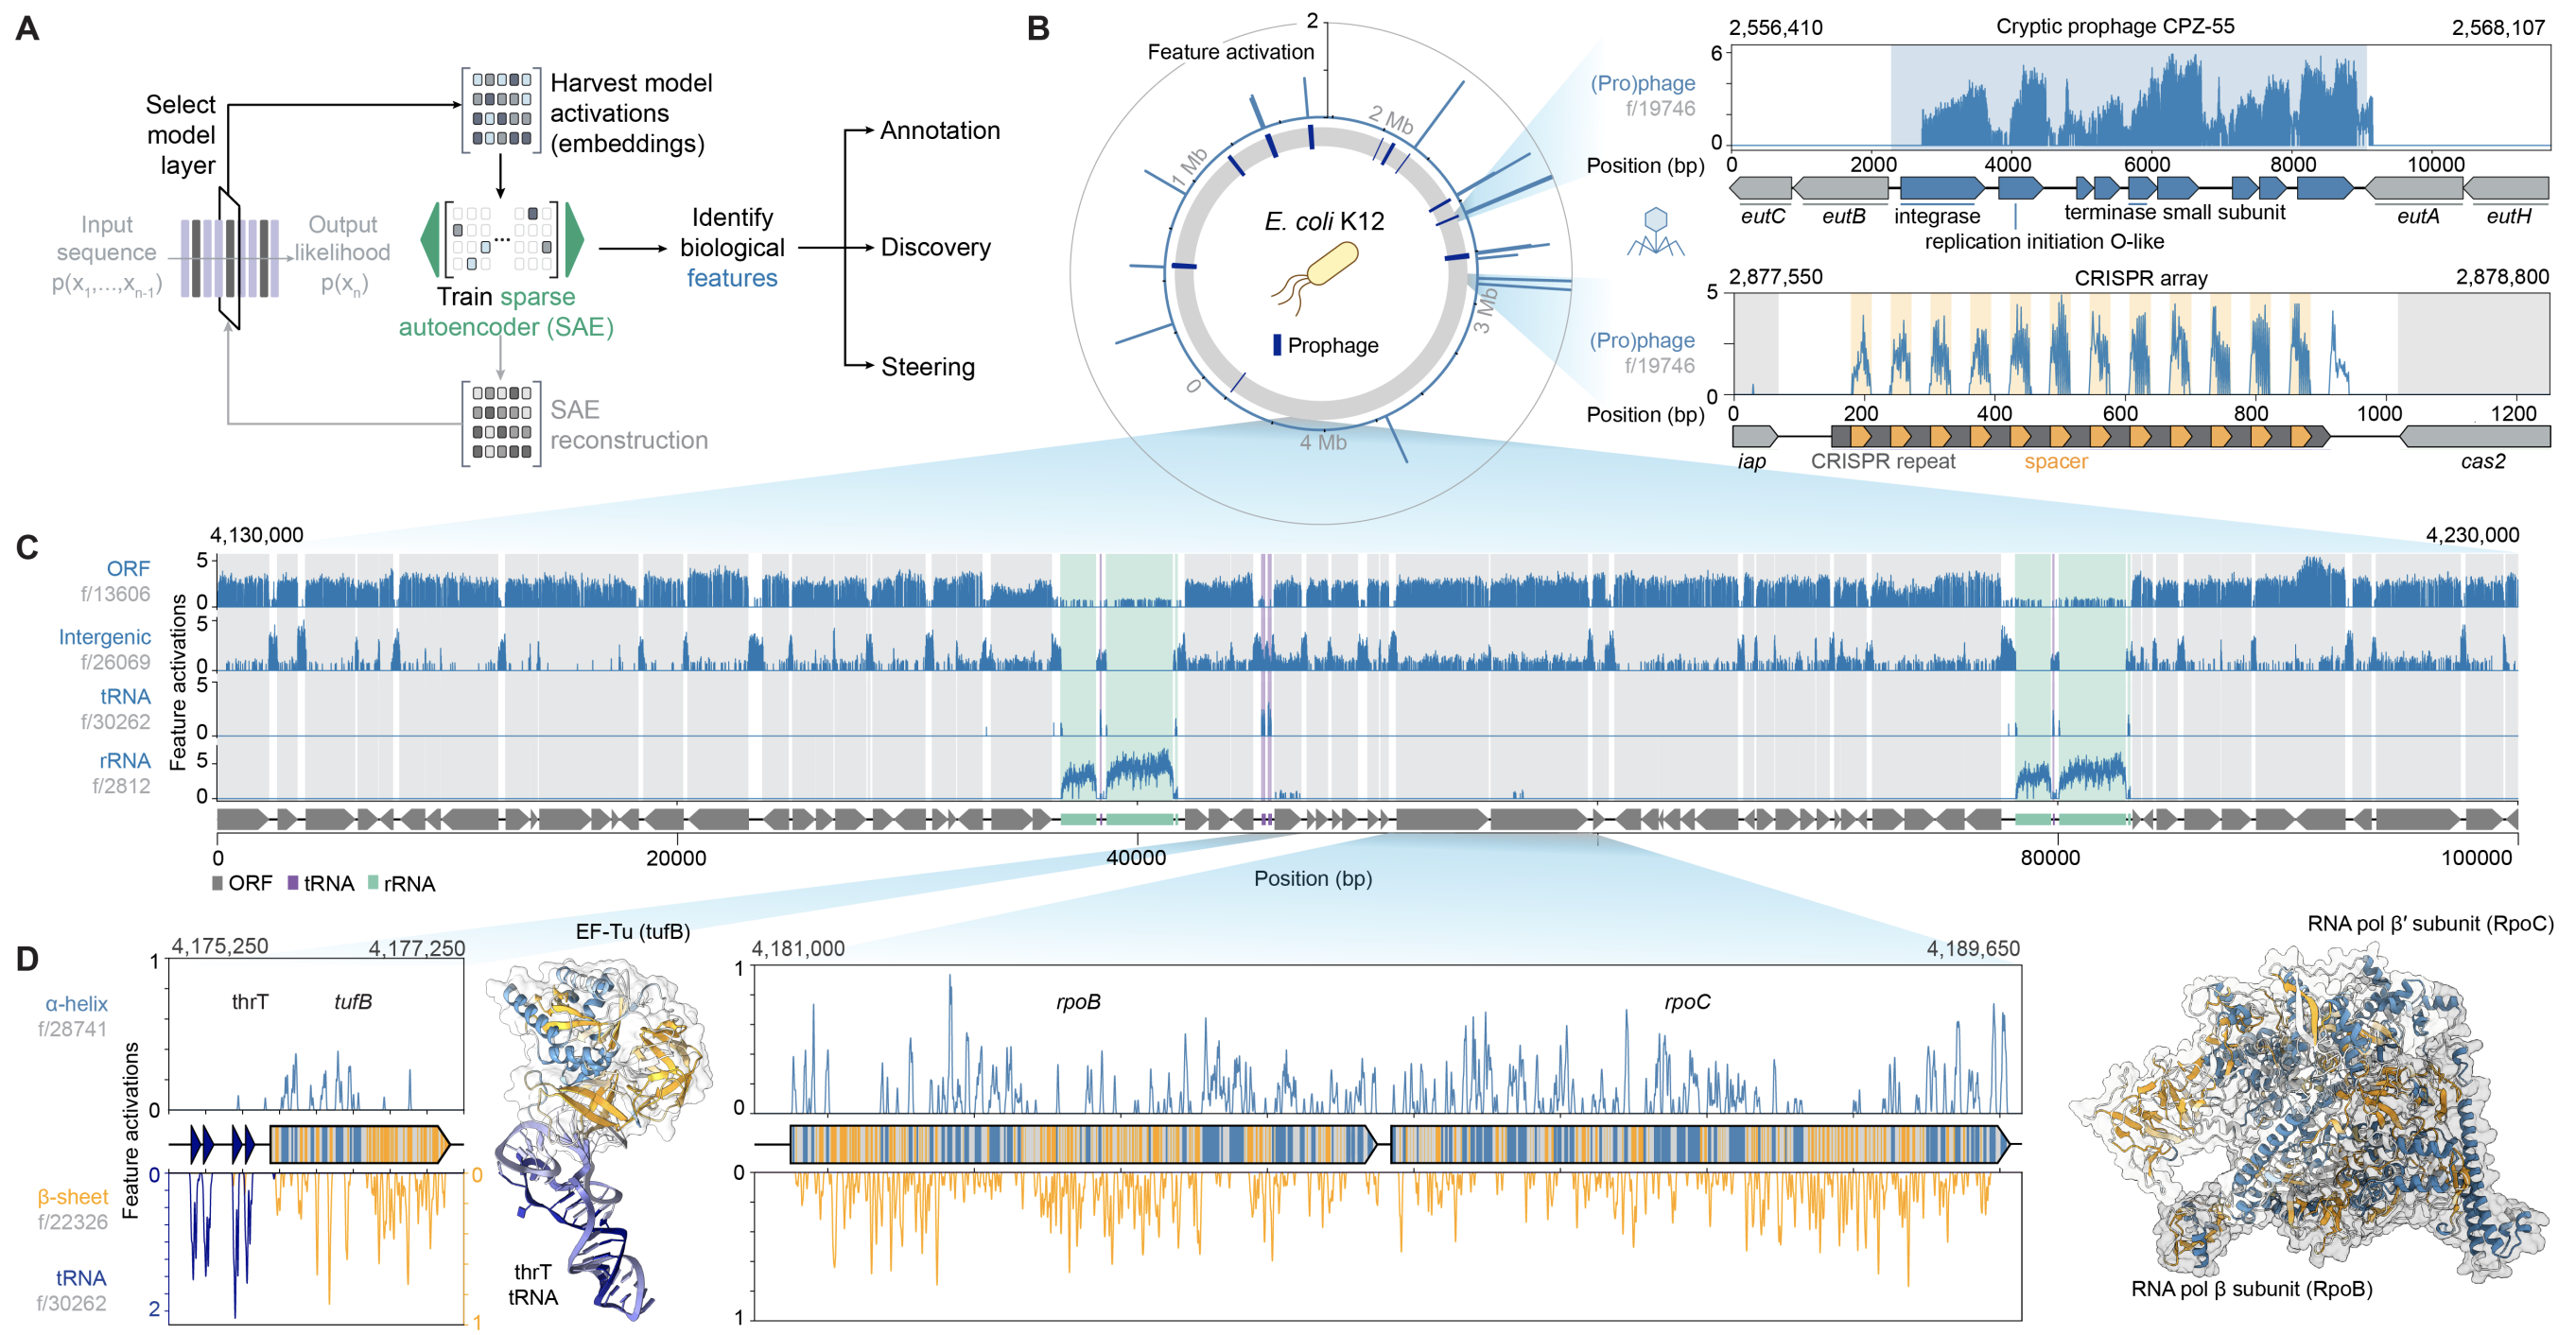 A
Select
model
layer
Harvest model
activations
(embeddings)
Input
sequence
p(x1,...,xn-1)
Output
likelihood
p(xn)
...
Train sparse
autoencoder (SAE)
SAE
reconstruction
Identify
biological
features
Annotation
Discovery
Steering
B
2
Feature activation
0
1 Mb
2 Mb
3 Mb
4 Mb
E. coli K12
Prophage
2,556,410
Cryptic prophage CPZ-55
2,568,107
(Pro)phage
f/19746
6
0
Position (bp)
0
2000
4000
6000
8000
10000
eutC
eutB
integrase
terminase small subunit
eutA
eutH
replication initiation O-like
2,877,550
CRISPR array
2,878,800
(Pro)phage
f/19746
5
0
Position (bp)
0
200
400
600
800
1000
1200
iap
CRISPR repeat
spacer
cas2
C
4,130,000
4,230,000
Feature activations
ORF
f/13606
5
0
Intergenic
f/26069
5
0
tRNA
f/30262
5
0
rRNA
f/2812
5
0
0
20000
40000
80000
100000
ORF
tRNA
rRNA
Position (bp)
D
4,175,250
4,177,250
EF-Tu (tufB)
α-helix
f/28741
1
0
thrT
tufB
Feature activations
β-sheet
f/22326
tRNA
f/30262
0
2
0
1
thrT
tRNA
4,181,000
4,189,650
1
0
rpoB
rpoC
0
1
RNA pol β′ subunit (RpoC)
RNA pol β subunit (RpoB)